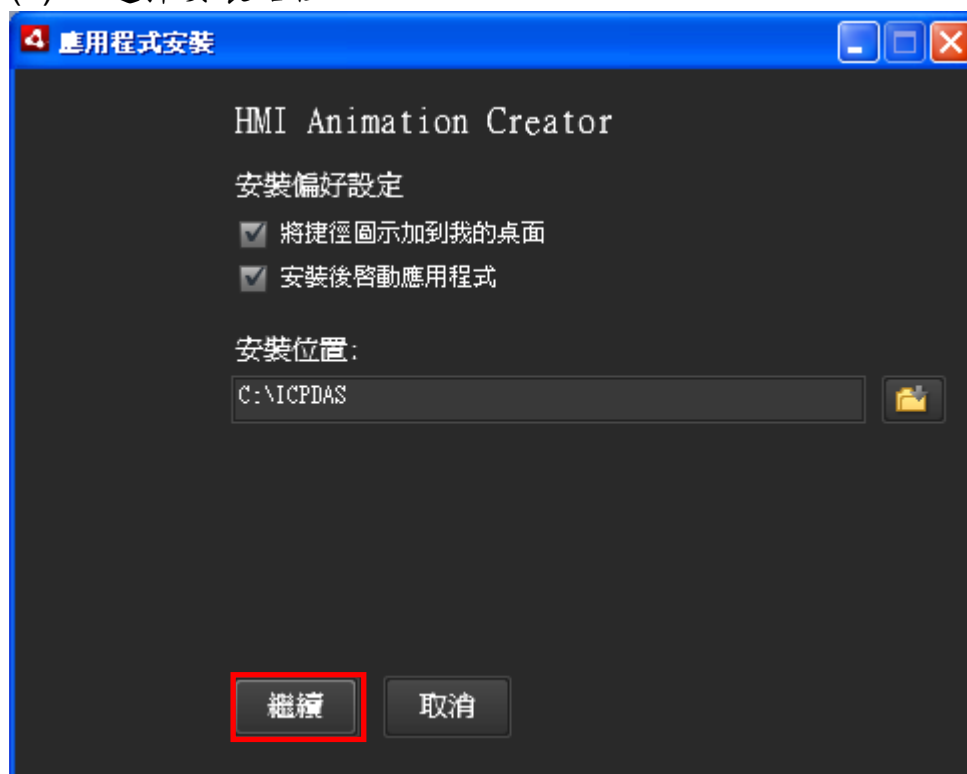 應用程式安裝
HMI Animation Creator
安裝偏好設定
將捷徑圖示加到我的桌面
安裝後啓動應用程式
安裝位置:
C:\ICPDAS
繼續
取消